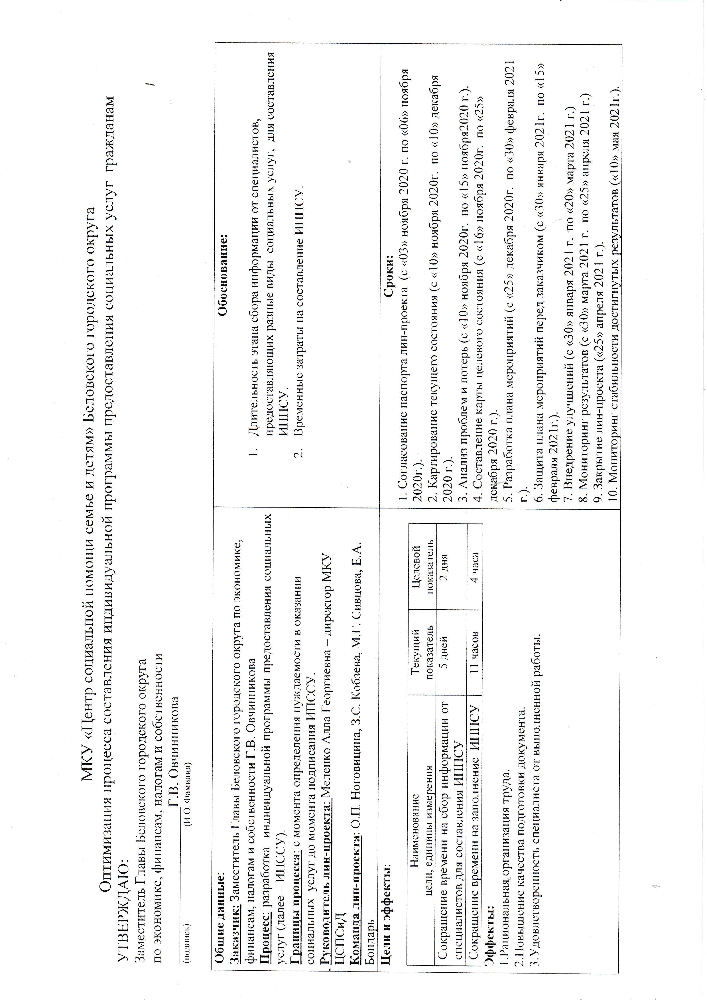 МКУ «Центр социальной помощи семье и детям» Беловского городского округа
Оптимизация процесса составления индивидуальной программы предоставления социальных услуг гражданам
УТВЕРЖДАЮ:
Заместитель Главы Беловского городского округа
по экономике, финансам, налогам и собственности
Г.В. Овчинникова
(подпись) (И.О. Фамилия)
Общие данные:
Заказчик: Заместитель Главы Беловского городского округа по экономике,
финансам, налогам и собственности Г.В. Овчинникова
Процесс: разработка индивидуальной программы предоставления социальных
услуг (далее – ИПССУ).
Границы процесса: с момента определения нуждаемости в оказании
социальных услуг до момента подписания ИПССУ.
Руководитель лин-проекта: Меленко Алла Георгиевна – директор МКУ
ЦСПСиД
Команда лин-проекта: О.П. Ноговицина, З.С. Кобзева, М.Г. Сивцова, Е.А.
Бондарь
Обоснование:
1. Длительность этапа сбора информации от специалистов,
предоставляющих разные виды социальных услуг, для составления
ИППСУ.
2. Временные затраты на составление ИППСУ.
Цели и эффекты:
Наименование
цели, единицы измерения
Текущий
показатель
Целевой
показатель
Сокращение времени на сбор информации от
специалистов для составления ИППСУ
5 дней
2 дня
Сокращение времени на заполнение ИППСУ
11 часов
4 часа
Эффекты:
1.Рациональная организация труда.
2.Повышение качества подготовки документа.
3.Удовлетворенность специалиста от выполненной работы.
Сроки:
1. Согласование паспорта лин-проекта (с «03» ноября 2020 г. по «06» ноября
2020г.).
2. Картирование текущего состояния (с «10» ноября 2020г. по «10» декабря
2020 г.).
3. Анализ проблем и потерь (с «10» ноября 2020г. по «15» ноября2020 г.).
4. Составление карты целевого состояния (с «16» ноября 2020г. по «25»
декабря 2020 г.).
5. Разработка плана мероприятий (с «25» декабря 2020г. по «30» февраля 2021
г.).
6. Защита плана мероприятий перед заказчиком (с «30» января 2021г. по «15»
февраля 2021г.).
7. Внедрение улучшений (с «30» января 2021 г. по «20» марта 2021 г.)
8. Мониторинг результатов (с «30» марта 2021 г. по «25» апреля 2021 г.)
9. Закрытие лин-проекта («25» апреля 2021 г.).
10. Мониторинг стабильности достигнутых результатов («10» мая 2021г.).